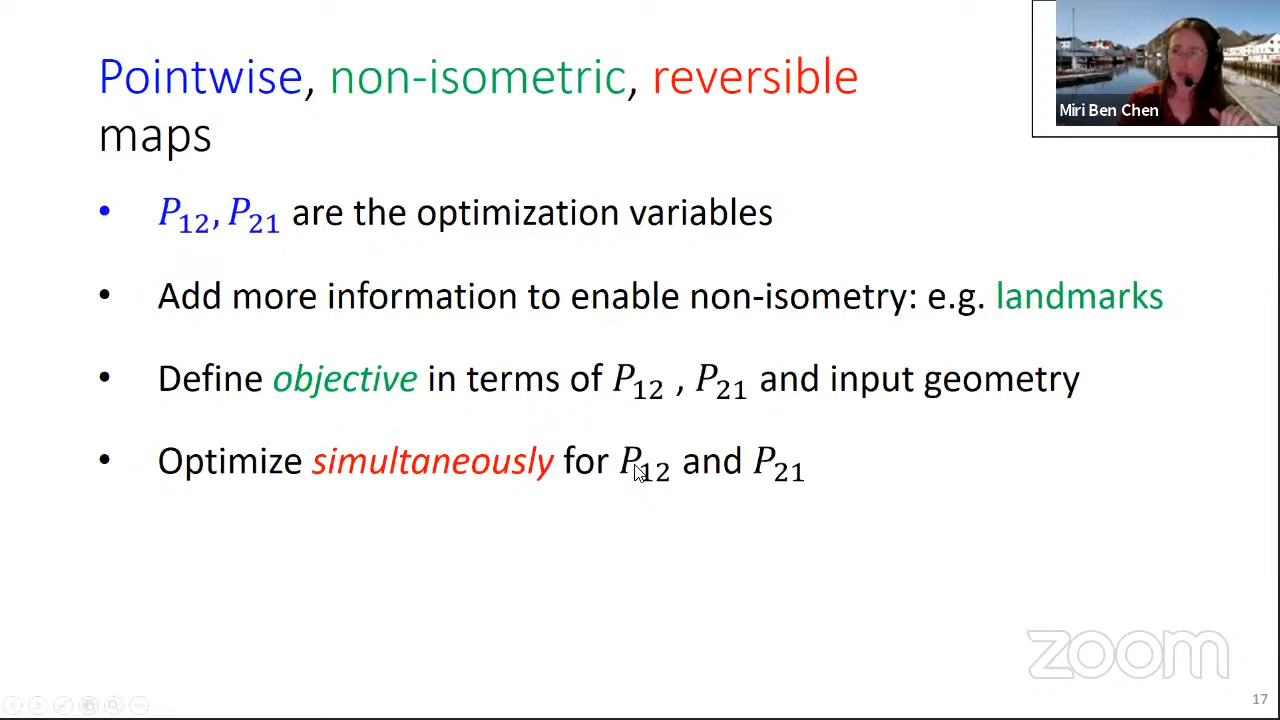 Pointwise, non-isometric, reversible
maps
Miri Ben Chen
• P₁₂, P₂₁ are the optimization variables
• Add more information to enable non-isometry: e.g. landmarks
• Define objective in terms of P₁₂ , P₂₁ and input geometry
• Optimize simultaneously for P₁₂ and P₂₁
zoom
17